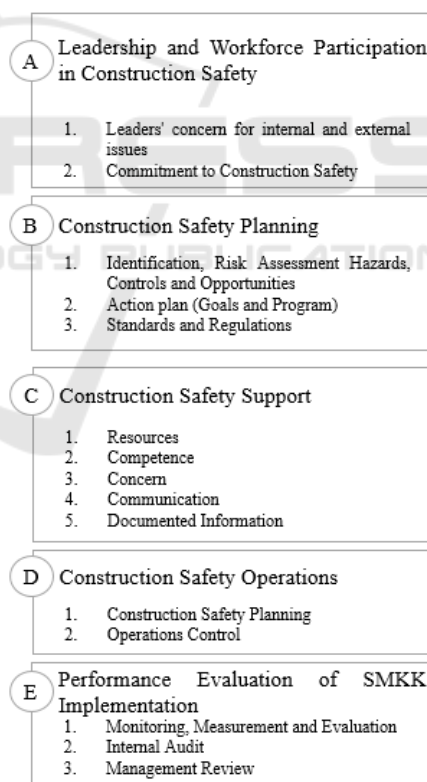 A
Leadership and Workforce Participation
in Construction Safety
1. Leaders' concern for internal and external
issues
2. Commitment to Construction Safety
B
Construction Safety Planning
1. Identification, Risk Assessment Hazards,
Controls and Opportunities
2. Action plan (Goals and Program)
3. Standards and Regulations
C
Construction Safety Support
1. Resources
2. Competence
3. Concern
4. Communication
5. Documented Information
D
Construction Safety Operations
1. Construction Safety Planning
2. Operations Control
E
Performance Evaluation of SMKK
Implementation
1. Monitoring, Measurement and Evaluation
2. Internal Audit
3. Management Review